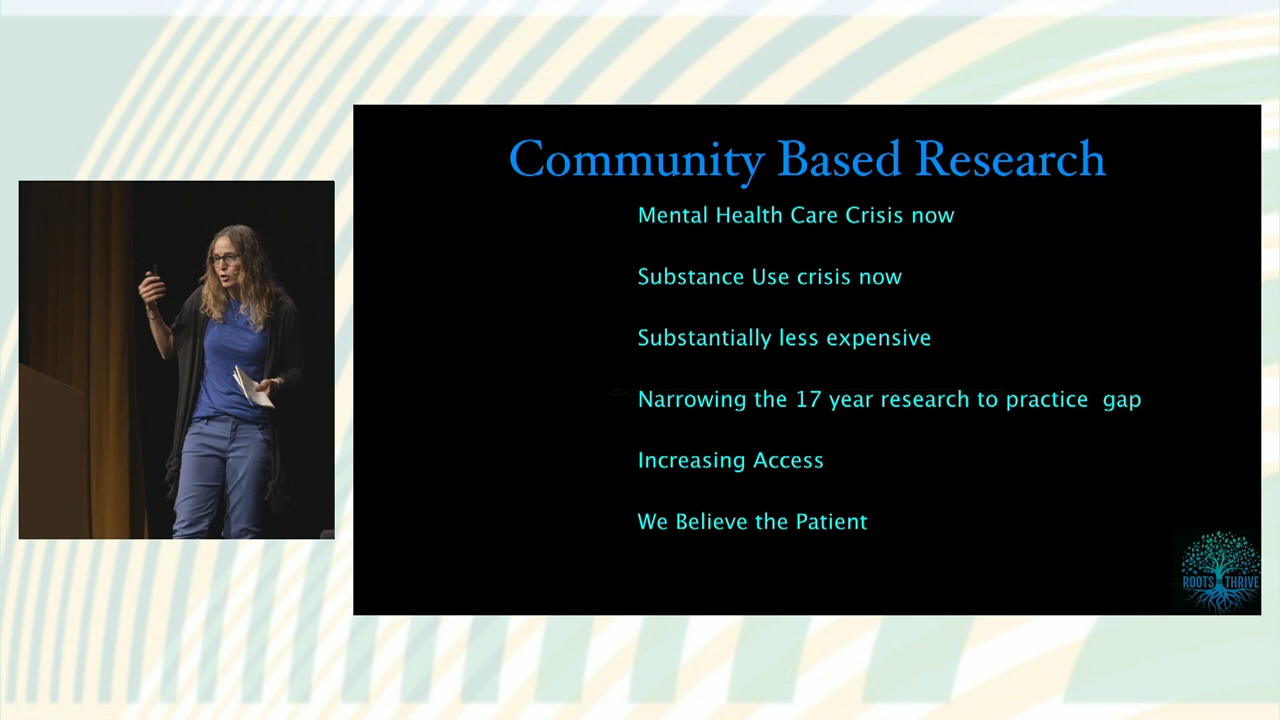 Community Based Research
Mental Health Care Crisis now
Substance Use crisis now
Substantially less expensive
Narrowing the 17 year research to practice gap
Increasing Access
We Believe the Patient
ROOTS THRIVE